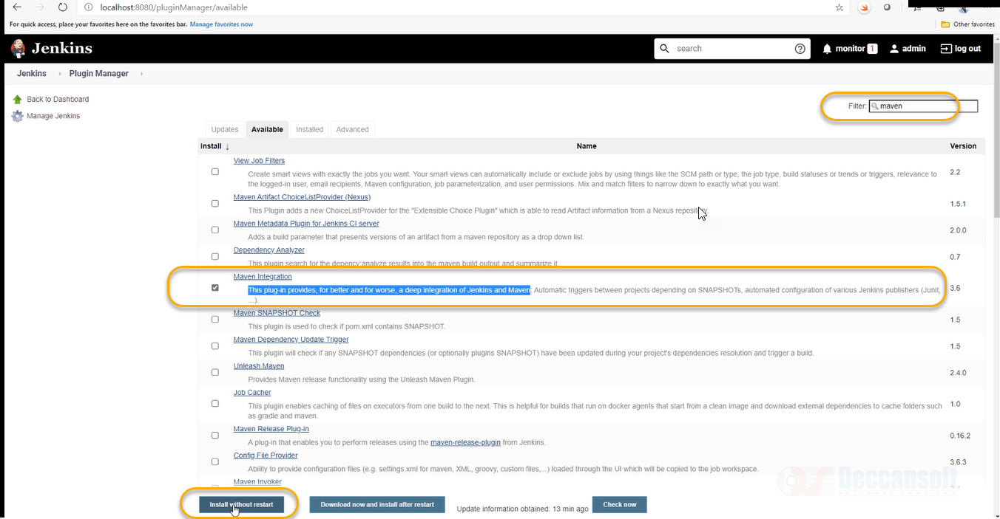 localhost:8080/pluginManager/available
For quick access, place your favorites here on the favorites bar. Manage favorites now
Other favorites
Jenkins
search
monitor 1
admin
log out
Jenkins
Plugin Manager
Back to Dashboard
Manage Jenkins
Filter: maven
Updates
Available
Installed
Advanced
Install ↓
Name
Version
View Job Filters
Create smart views with exactly the jobs you want. Your smart views can automatically include or exclude jobs by using things like the SCM path or type, the job type, build statuses or trends or triggers, relevance to
the logged-in user, email recipients, Maven configuration, job parameterization, and user permissions. Mix and match filters to narrow down to exactly what you want.
2.2
Maven Artifact ChoiceListProvider (Nexus)
This Plugin adds a new ChoiceListProvider for the "Extensible Choice Plugin" which is able to read Artifact information from a Nexus repository.
1.5.1
Maven Metadata Plugin for Jenkins CI server
Adds a build parameter that presents versions of an artifact from a maven repository as a drop down list.
2.0.0
Dependency Analyzer
This plugin search for the depency:analyze results into the maven build output and summarize it
0.7
Maven Integration
This plug-in provides, for better and for worse, a deep integration of Jenkins and Maven: Automatic triggers between projects depending on SNAPSHOTs, automated configuration of various Jenkins publishers (Junit,
...).
3.6
Maven SNAPSHOT Check
This plugin is used to check if pom.xml contains SNAPSHOT.
1.5
Maven Dependency Update Trigger
This plugin will check if any SNAPSHOT dependencies (or optionally plugins SNAPSHOT) have been updated during your project's dependencies resolution and trigger a build.
1.5
Unleash Maven
Provides Maven release functionality using the Unleash Maven Plugin.
2.4.0
Job Cacher
This plugin enables caching of files on executors from one build to the next. This is helpful for builds that run on docker agents that start from a clean image and download external dependencies to cache folders such
as gradle and maven.
1.0
Maven Release Plug-in
A plug-in that enables you to perform releases using the maven-release-plugin from Jenkins.
0.16.2
Config File Provider
Ability to provide configuration files (e.g. settings.xml for maven, XML, groovy, custom files,...) loaded through the UI which will be copied to the job workspace.
3.6.3
Maven Invoker
Deccansoft
Install without restart
Download now and install after restart
Update information obtained: 13 min ago
Check now